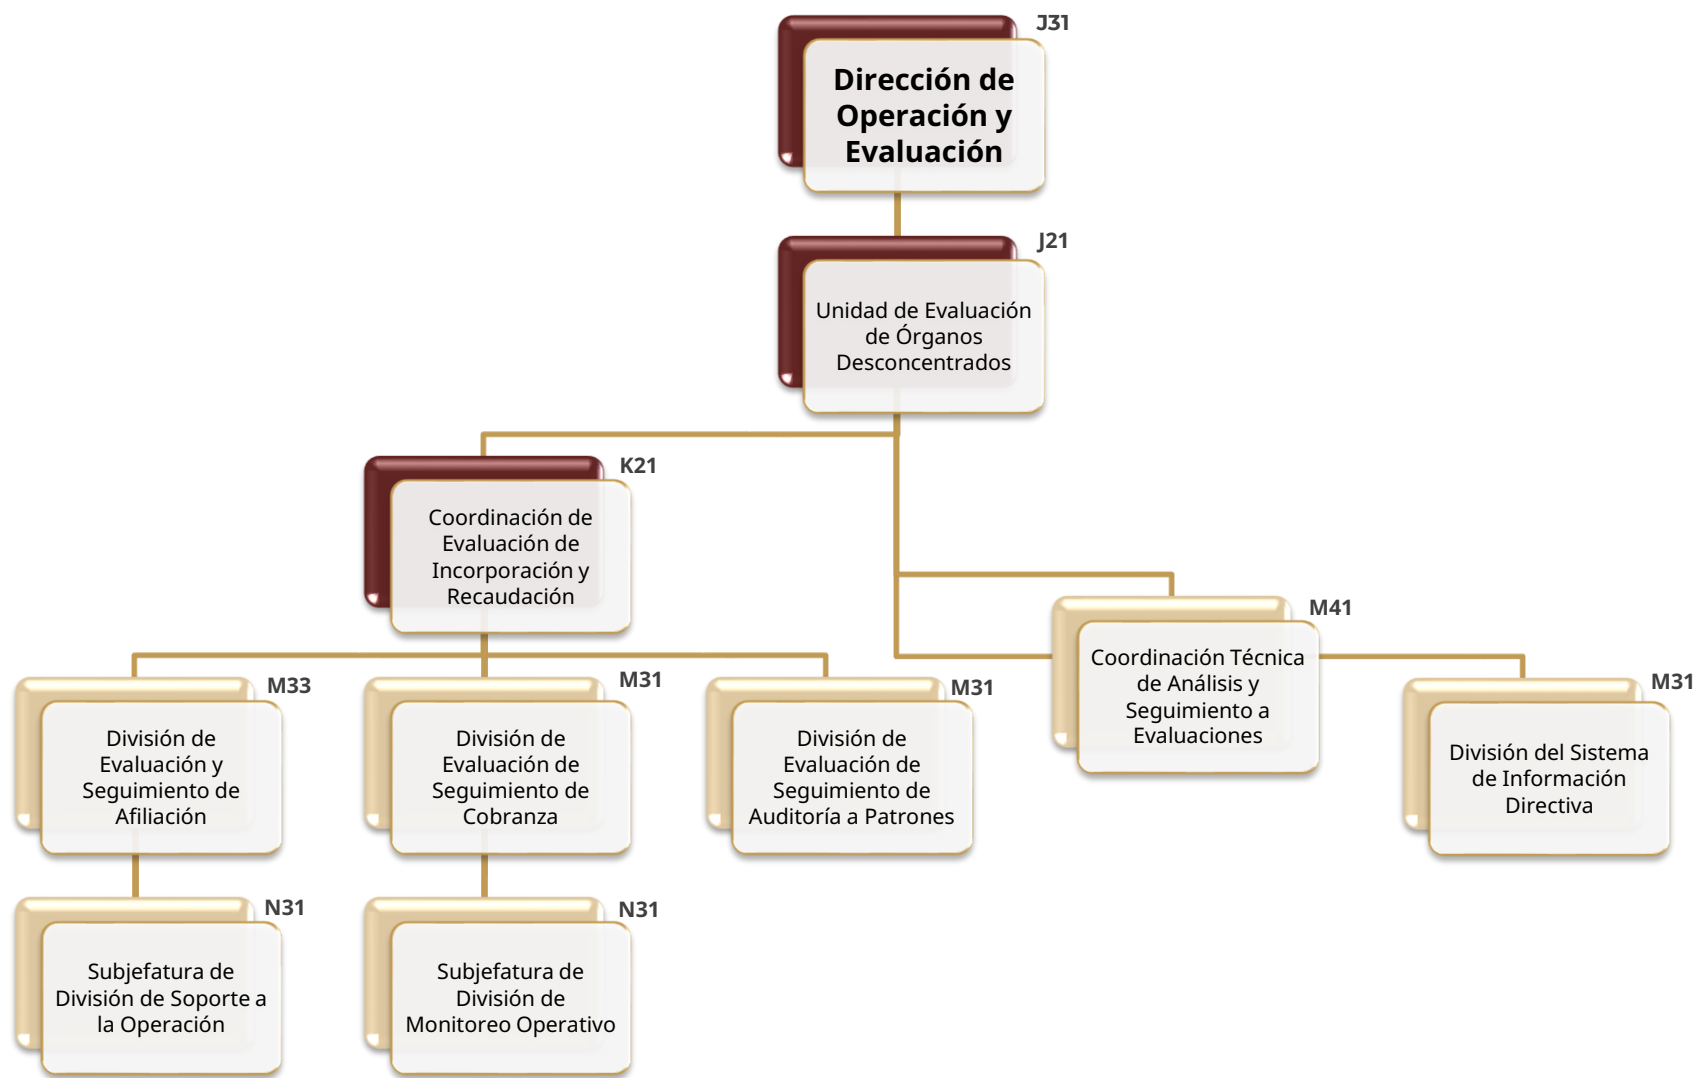 J31
Dirección de
Operación y
Evaluación
J21
Unidad de Evaluación
de Órganos
Desconcentrados
K21
Coordinación de
Evaluación de
Incorporación y
Recaudación
M41
Coordinación Técnica
de Análisis y
Seguimiento a
Evaluaciones
M33
División de
Evaluación y
Seguimiento de
Afiliación
M31
División de
Evaluación de
Seguimiento de
Cobranza
M31
División de
Evaluación de
Seguimiento de
Auditoría a Patrones
M31
División del Sistema
de Información
Directiva
N31
Subjefatura de
División de Soporte a
la Operación
N31
Subjefatura de
División de
Monitoreo Operativo